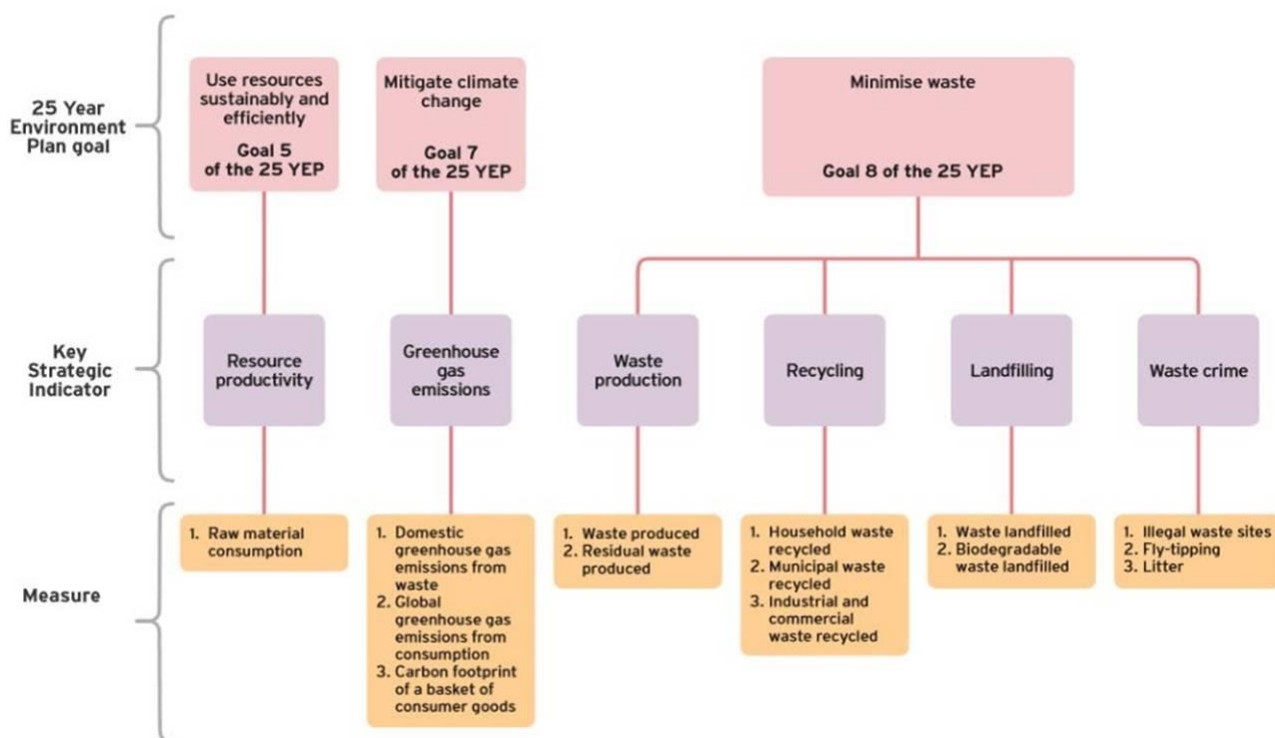 25 Year
Environment
Plan goal
Use resources
sustainably and
efficiently
Goal 5
of the 25 YEP
Mitigate climate
change
Goal 7
of the 25 YEP
Minimise waste
Goal 8 of the 25 YEP
Key
Strategic
Indicator
Resource
productivity
Greenhouse
gas
emissions
Waste
production
Recycling
Landfilling
Waste crime
Measure
1. Raw material
consumption
1. Domestic
greenhouse gas
emissions from
waste
2. Global
greenhouse gas
emissions from
consumption
3. Carbon footprint
of a basket of
consumer goods
1. Waste produced
2. Residual waste
produced
1. Household waste
recycled
2. Municipal waste
recycled
3. Industrial and
commercial
waste recycled
1. Waste landfilled
2. Biodegradable
waste landfilled
1. Illegal waste sites
2. Fly-tipping
3. Litter